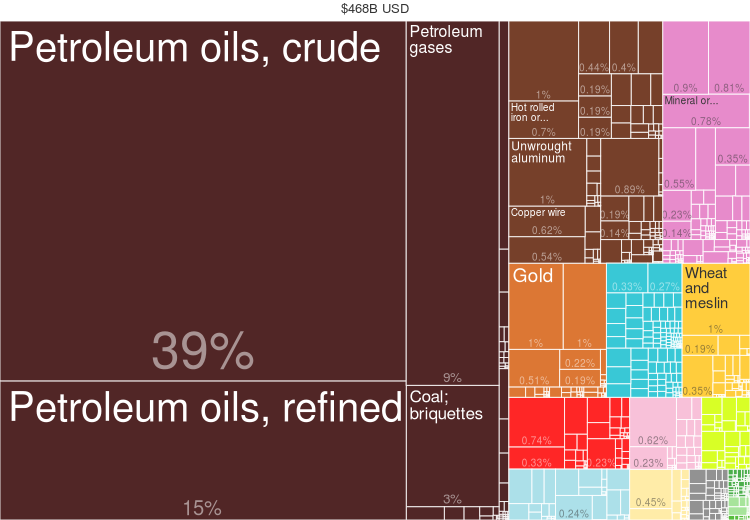 $468B USD
Petroleum oils, crude
39%
Petroleum oils, refined
15%
Petroleum
gases
9%
Coal;
briquettes
3%
1%
0.44%
0.4%
0.19%
0.19%
0.19%
Hot rolled
iron or...
0.7%
Unwrought
aluminum
1%
0.89%
Copper wire
0.62%
0.19%
0.14%
0.54%
0.9%
0.81%
Mineral or...
0.78%
0.35%
0.55%
0.23%
0.14%
Gold
1%
1%
0.22%
0.51%
0.19%
0.33%
0.27%
Wheat
and
meslin
1%
0.19%
0.35%
0.74%
0.33%
0.23%
0.62%
0.23%
0.24%
0.45%